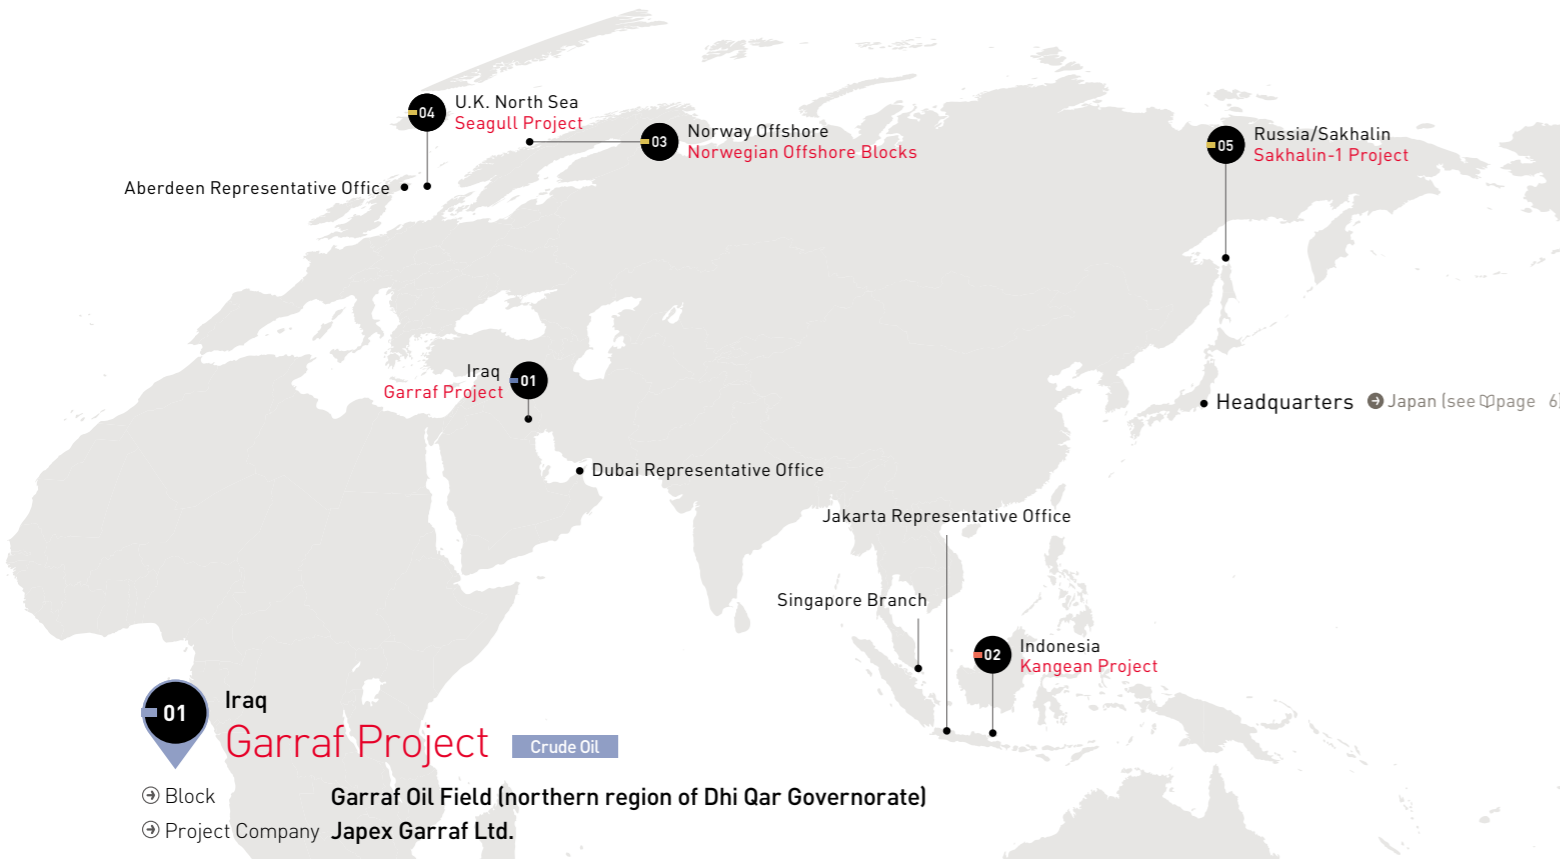 04
U.K. North Sea
Seagull Project
03
Norway Offshore
Norwegian Offshore Blocks
05
Russia/Sakhalin
Sakhalin-1 Project
Aberdeen Representative Office
Iraq
Garraf Project
01
Headquarters
Japan (see page 6)
Dubai Representative Office
Jakarta Representative Office
Singapore Branch
02
Indonesia
Kangean Project
01
Iraq
Garraf Project
Crude Oil
Block
Garraf Oil Field (northern region of Dhi Qar Governorate)
Project Company
Japex Garraf Ltd.